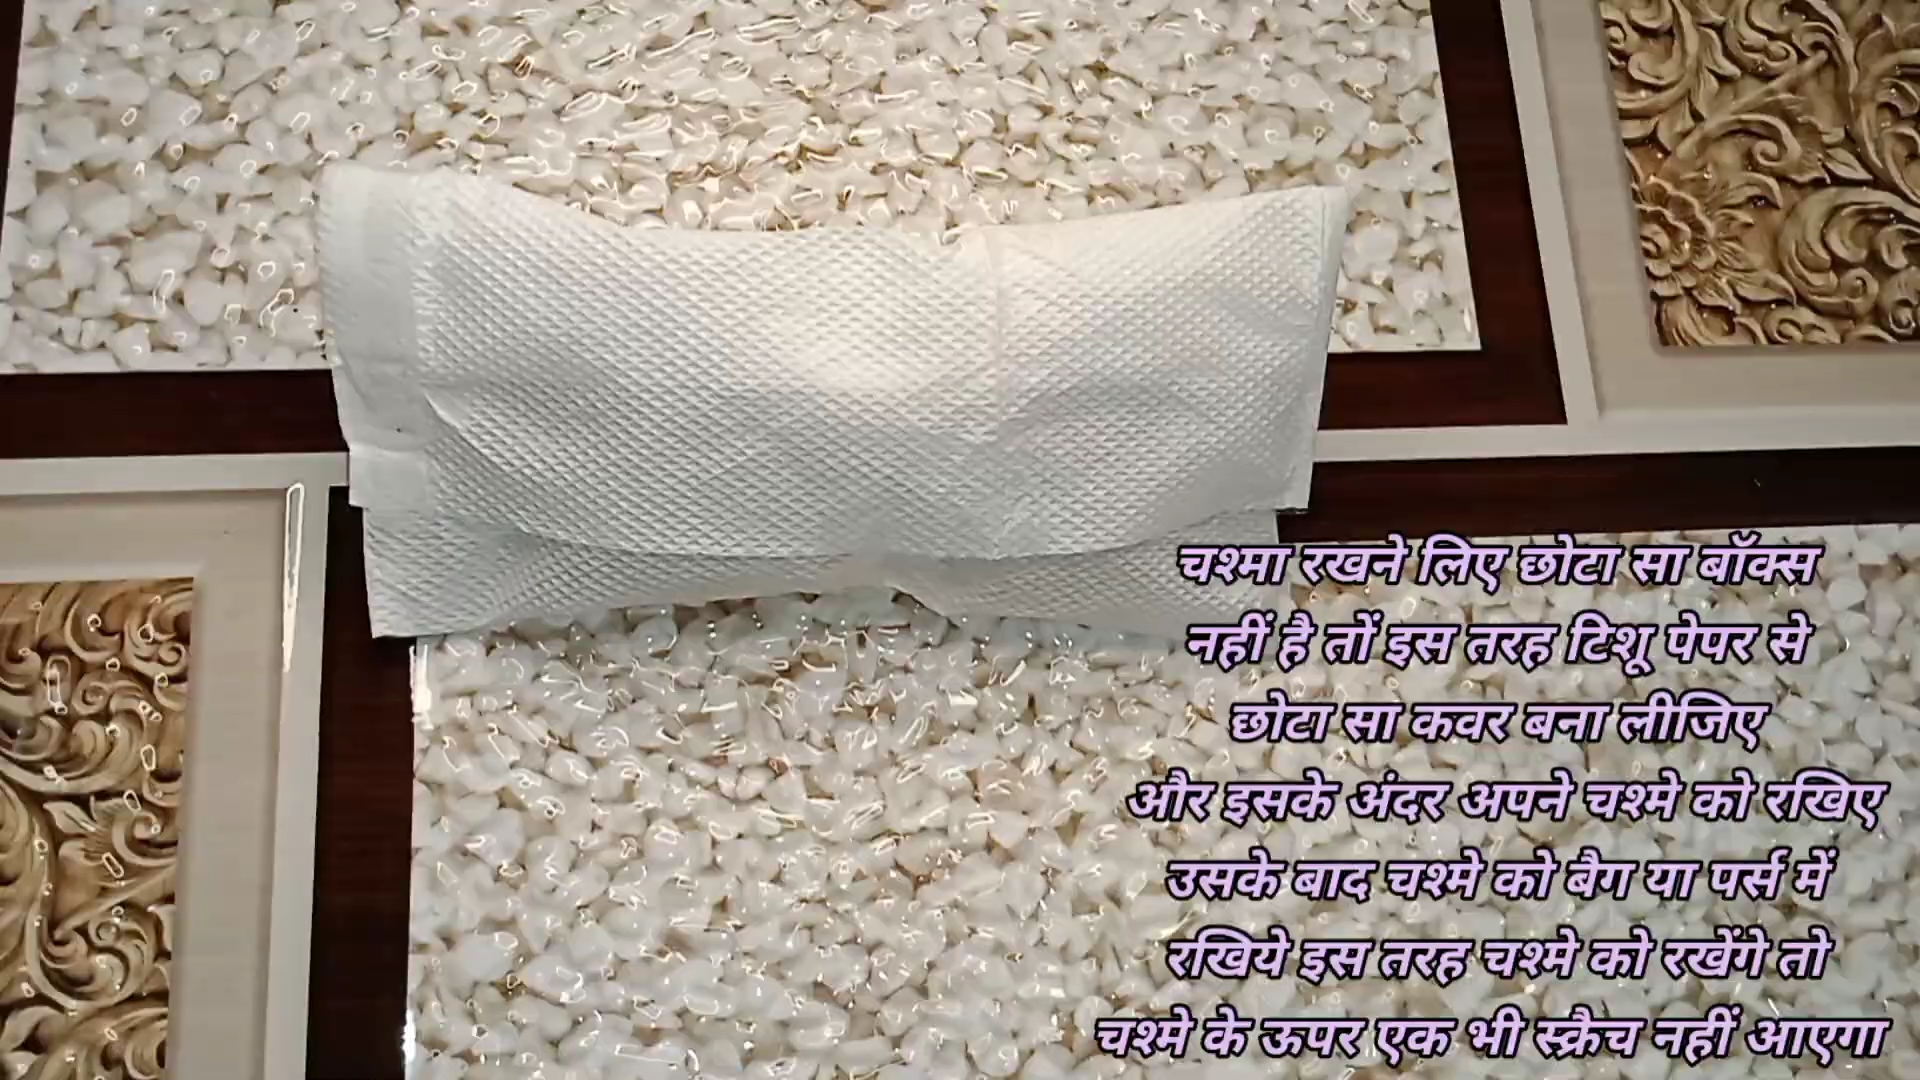 चश्मा रखने लिए छोटा सा बॉक्स
नहीं है तों इस तरह टिशू पेपर से
छोटा सा कवर बना लीजिए
और इसके अंदर अपने चश्मे को रखिए
उसके बाद चश्मे को बैग या पर्स में
रखिये इस तरह चश्मे को रखेंगे तो
चश्मे के ऊपर एक भी स्क्रैच नहीं आएगा